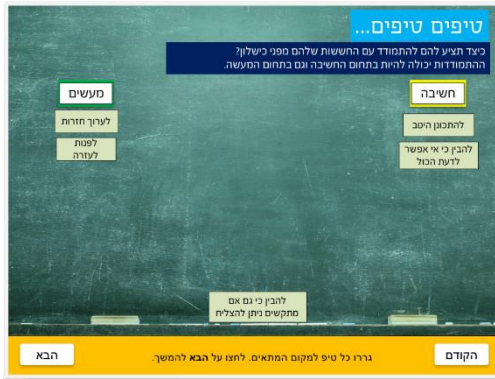 טיפים טיפים...
כיצד תציע להם להתמודד עם החששות שלהם מפני כישלון?
ההתמודדות יכולה להיות בתחום החשיבה וגם בתחום המעשה.
חשיבה
להתכונן היטב
להבין כי אי אפשר
לדעת הכול
מעשים
לערוך חזרות
לפנות
לעזרה
להבין כי גם אם
מתקשים ניתן להצליח
הקודם
גררו כל טיפ למקום המתאים. לחצו על הבא להמשך.
הבא